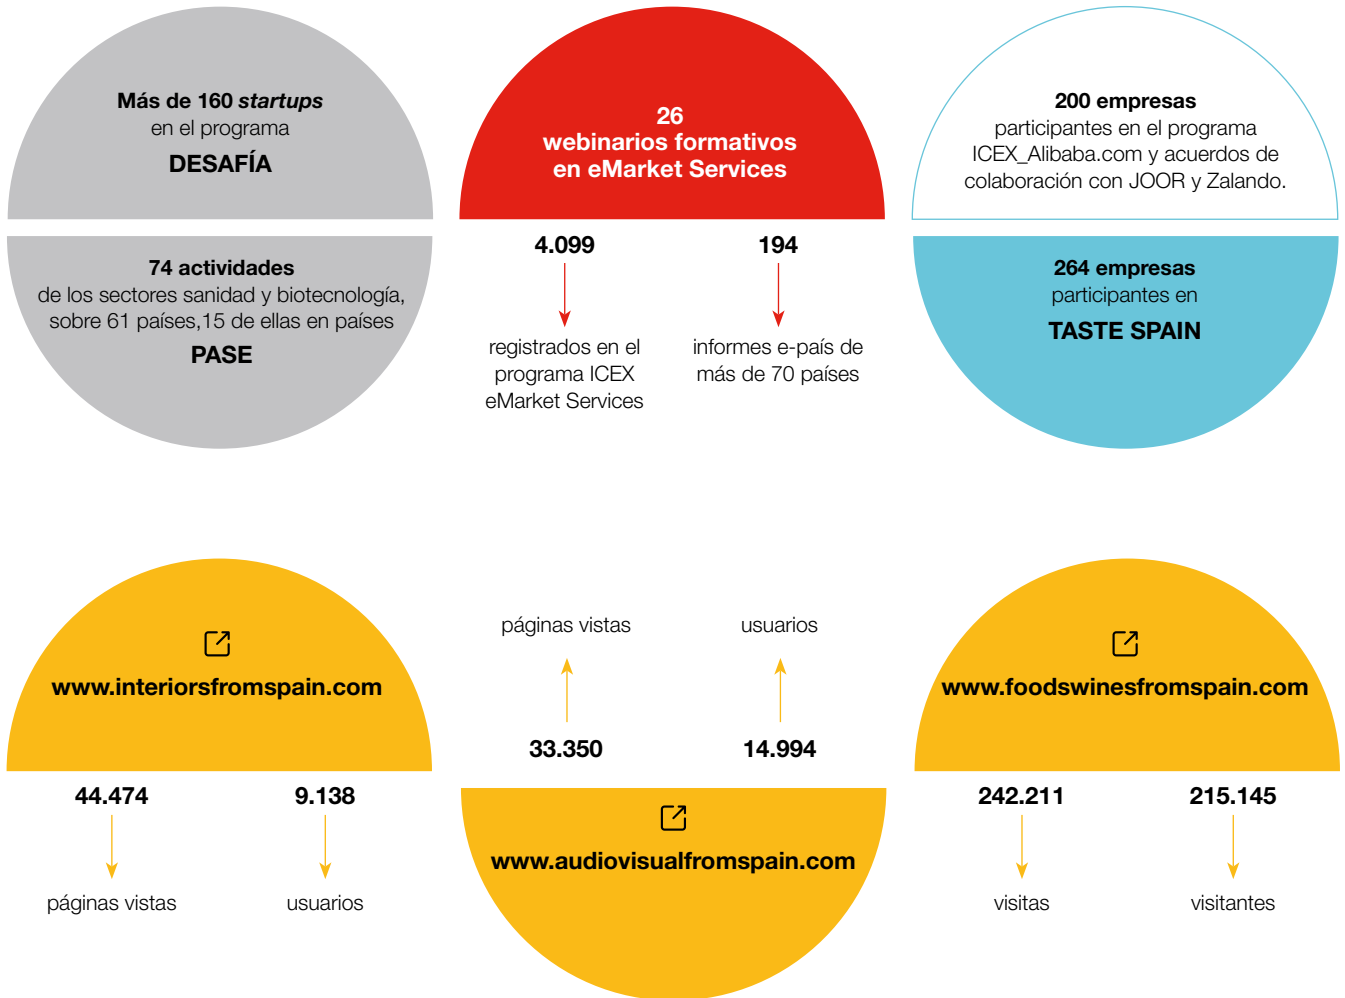 Más de 160 startups
en el programa
DESAFÍA
74 actividades
de los sectores sanidad y biotecnología,
sobre 61 países,15 de ellas en países
PASE
26
webinarios formativos
en eMarket Services
4.099
registrados en el
programa ICEX
eMarket Services
194
informes e-país de
más de 70 países
200 empresas
participantes en el programa
ICEX_Alibaba.com y acuerdos de
colaboración con JOOR y Zalando.
264 empresas
participantes en
TASTE SPAIN
www.interiorsfromspain.com
44.474
páginas vistas
9.138
usuarios
páginas vistas
33.350
usuarios
14.994
www.audiovisualfromspain.com
www.foodswinesfromspain.com
242.211
visitas
215.145
visitantes